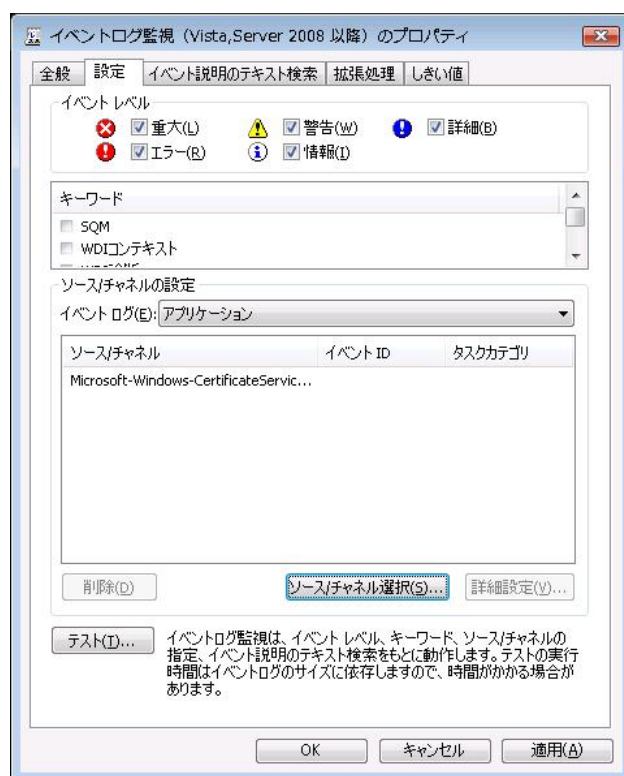 イベントログ監視（Vista,Server 2008 以降）のプロパティ
全般 設定 イベント説明のテキスト検索 拡張処理 しきい値
イベント レベル
重大(L) 警告(W) 詳細(B)
エラー(R) 情報(I)
キーワード
SQM
WDIコンテキスト
ソース/チャネルの設定
イベント ログ(E): アプリケーション
ソース/チャネル イベント ID タスクカテゴリ
Microsoft-Windows-CertificateServic...
削除(D) ソース/チャネル選択(S)... 詳細設定(V)...
テスト(T)... イベントログ監視は、イベント レベル、キーワード、ソース/チャネルの
指定、イベント説明のテキスト検索をもとに動作します。テストの実行
時間はイベントログのサイズに依存しますので、時間がかかる場合が
あります。
OK キャンセル 適用(A)